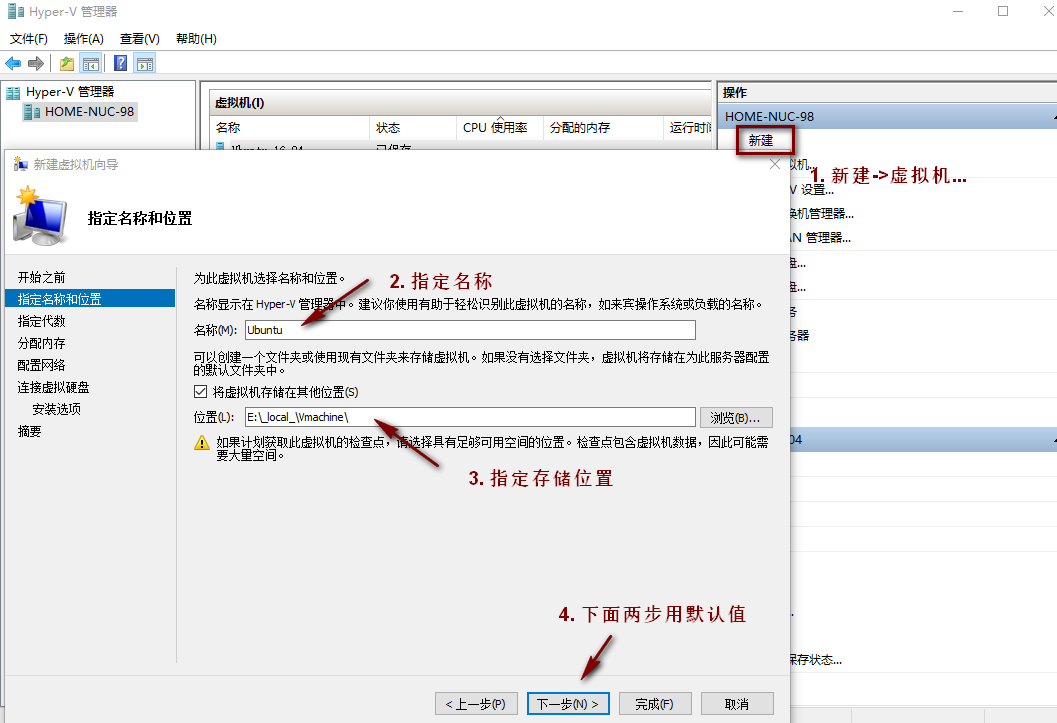 Hyper-V 管理器
文件(F) 操作(A) 查看(V) 帮助(H)
Hyper-V 管理器
HOME-NUC-98
虚拟机(I)
名称 状态 CPU 使用率 分配的内存 运行时间
Ubuntu 16.04 已保存
操作
HOME-NUC-98
新建
1. 新建->虚拟机...
拟机...
V 设置...
换机管理器...
AN 管理器...
盘...
盘...
务
务器
04
保存状态...
新建虚拟机向导
指定名称和位置
开始之前
指定名称和位置
指定代数
分配内存
配置网络
连接虚拟硬盘
安装选项
摘要
为此虚拟机选择名称和位置。
2. 指定名称
名称显示在 Hyper-V 管理器中。建议你使用有助于轻松识别此虚拟机的名称，如来宾操作系统或负载的名称。
名称(M): Ubuntu
可以创建一个文件夹或使用现有文件夹来存储虚拟机。如果没有选择文件夹，虚拟机将存储在为此服务器配置
的默认文件夹中。
将虚拟机存储在其他位置(S)
位置(L): E:\_local_\Vmachine\ 浏览(B)...
如果计划获取此虚拟机的检查点，请选择具有足够可用空间的位置。检查点包含虚拟机数据，因此可能需
要大量空间。
3. 指定存储位置
4. 下面两步用默认值
< 上一步(P) 下一步(N) > 完成(F) 取消